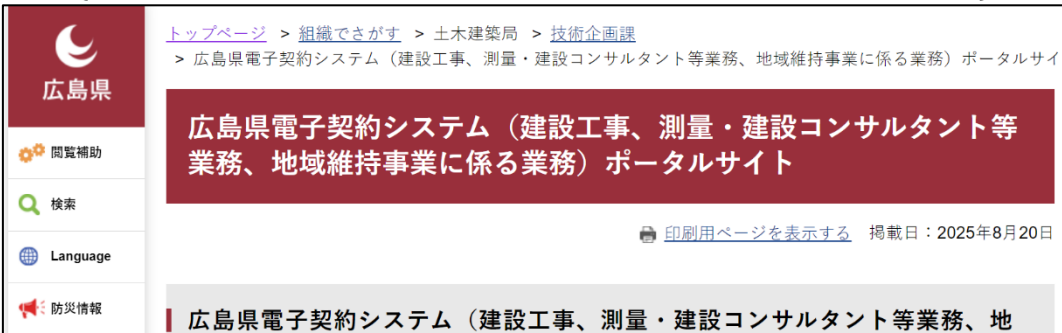 広島県
閲覧補助
検索
Language
防災情報
トップページ > 組織でさがす > 土木建築局 > 技術企画課
> 広島県電子契約システム（建設工事、測量・建設コンサルタント等業務、地域維持事業に係る業務）ポータルサイ
広島県電子契約システム（建設工事、測量・建設コンサルタント等
業務、地域維持事業に係る業務）ポータルサイト
印刷用ページを表示する 掲載日：2025年8月20日
広島県電子契約システム（建設工事、測量・建設コンサルタント等業務、地